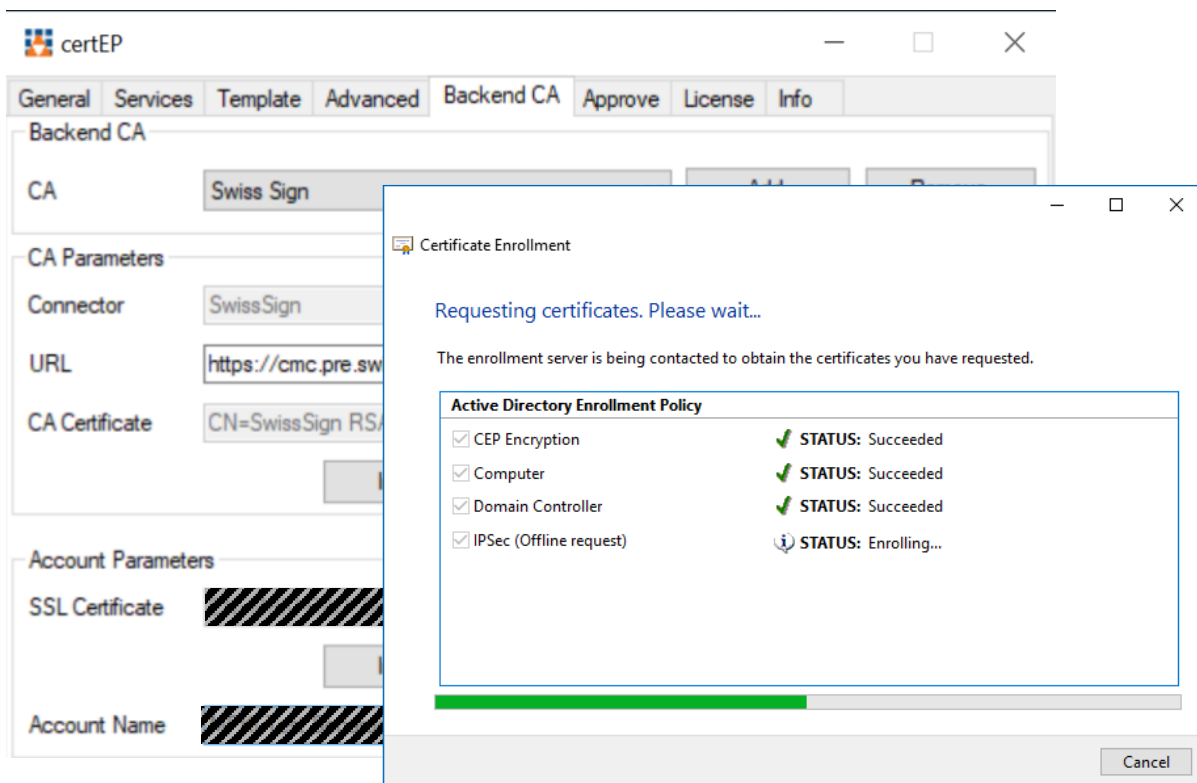 certEP
General Services Template Advanced Backend CA Approve License Info
Backend CA
CA Swiss Sign
CA Parameters
Connector SwissSign
URL https://cmc.pre.sw
CA Certificate CN=SwissSign RSA
Account Parameters
SSL Certificate
Account Name
Certificate Enrollment
Requesting certificates. Please wait...
The enrollment server is being contacted to obtain the certificates you have requested.
Active Directory Enrollment Policy
CEP Encryption STATUS: Succeeded
Computer STATUS: Succeeded
Domain Controller STATUS: Succeeded
IPSec (Offline request) STATUS: Enrolling...
Cancel